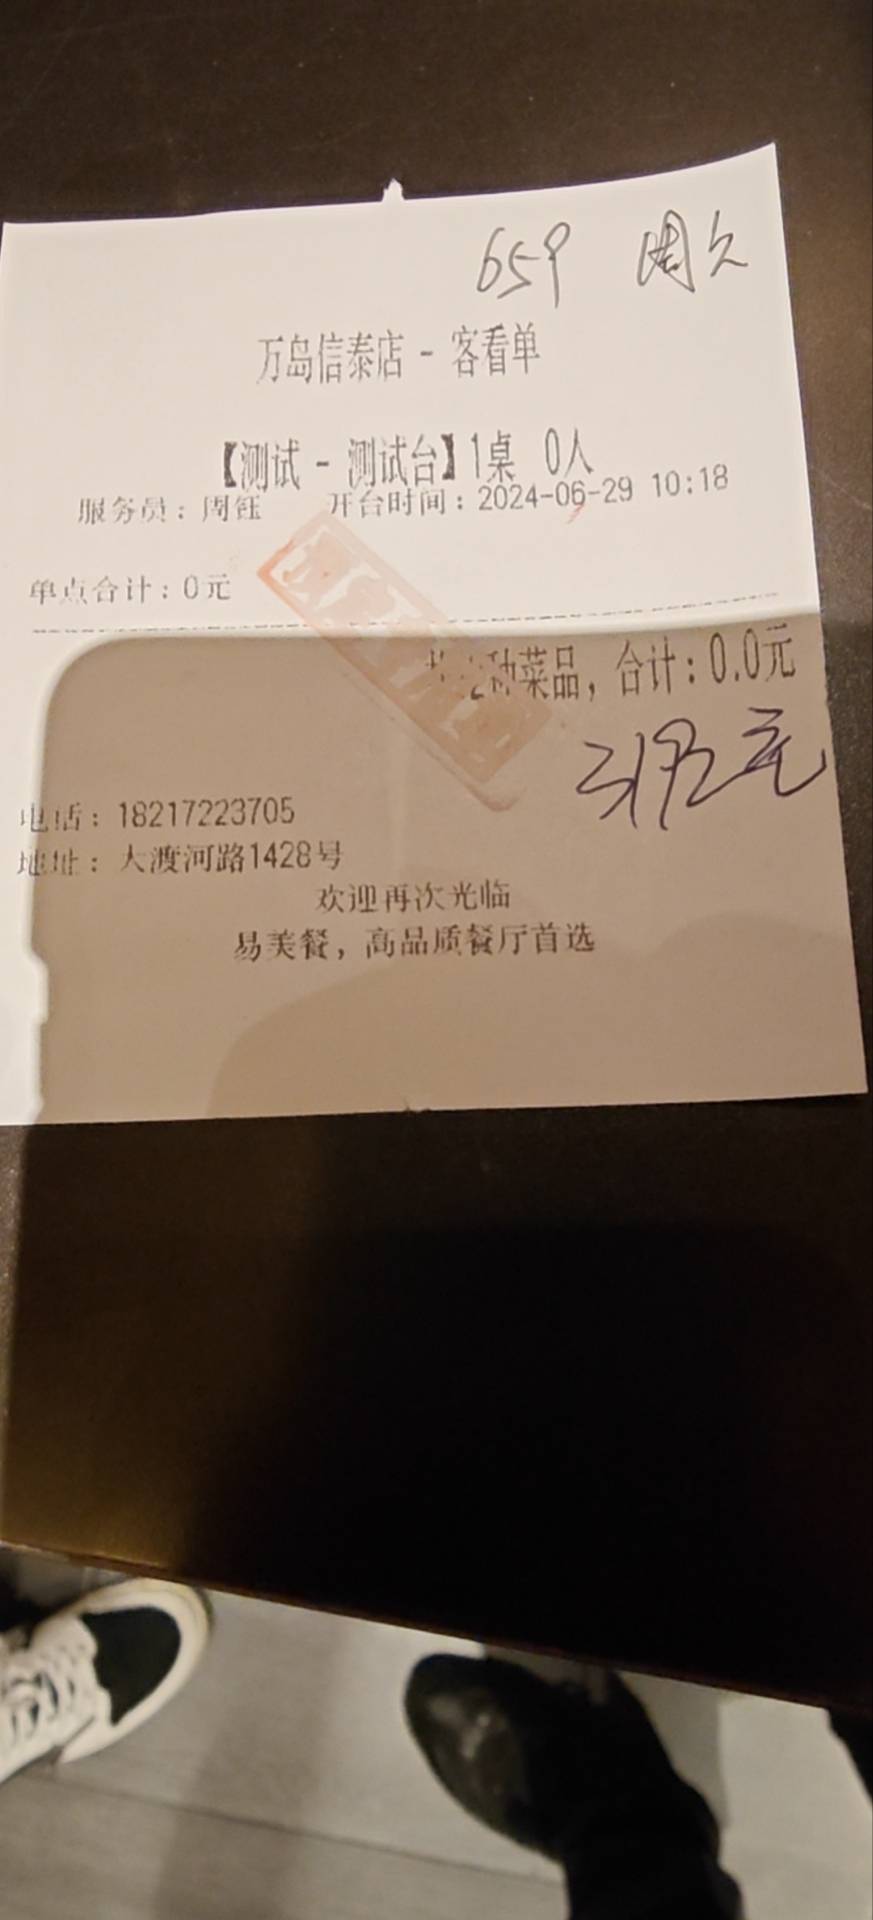 659
万岛信泰店 - 客看单
【测试 - 测试台】1桌 0人
服务员：周钰 开台时间：2024-06-29 10:18
单点合计：0元
种菜品，合计：0.0元
电话：18217223705
地址：大渡河路1428号
欢迎再次光临
易美餐，高品质餐厅首选